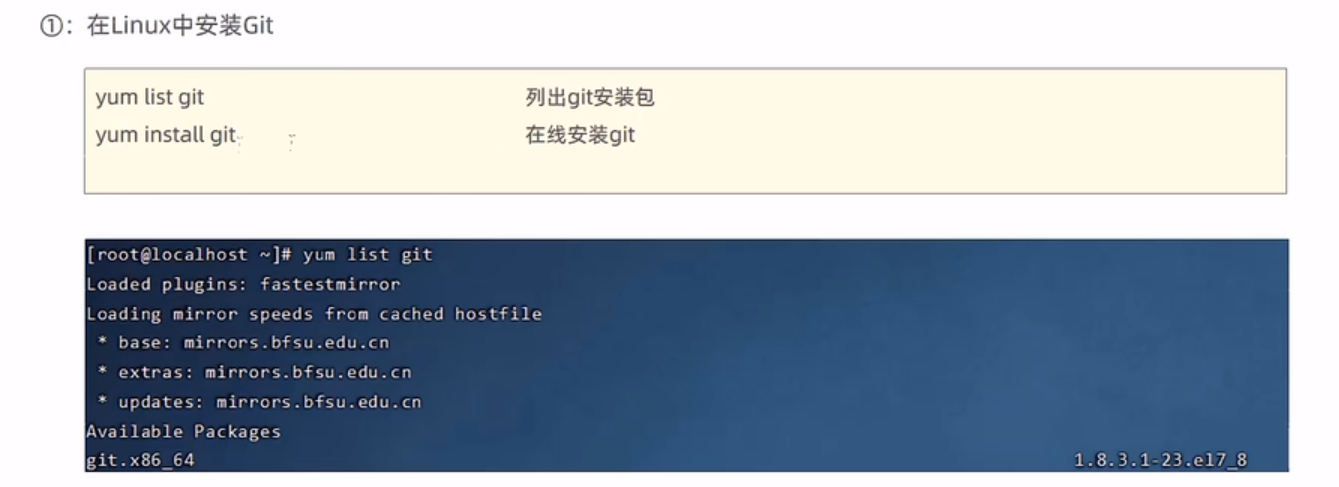 ①：在Linux中安装Git
yum list git 列出git安装包
yum install git 在线安装git
[root@localhost ~]# yum list git
Loaded plugins: fastestmirror
Loading mirror speeds from cached hostfile
* base: mirrors.bfsu.edu.cn
* extras: mirrors.bfsu.edu.cn
* updates: mirrors.bfsu.edu.cn
Available Packages
git.x86_64 1.8.3.1-23.el7_8